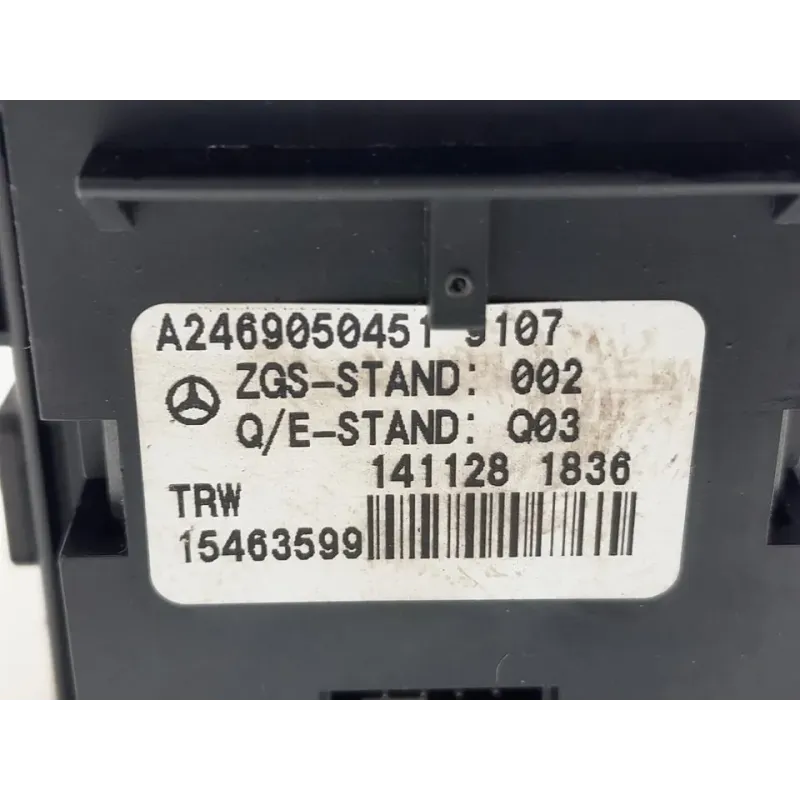 A2469050451 9107
ZGS-STAND: 002
Q/E-STAND: Q03
141128 1836
TRW
15463599